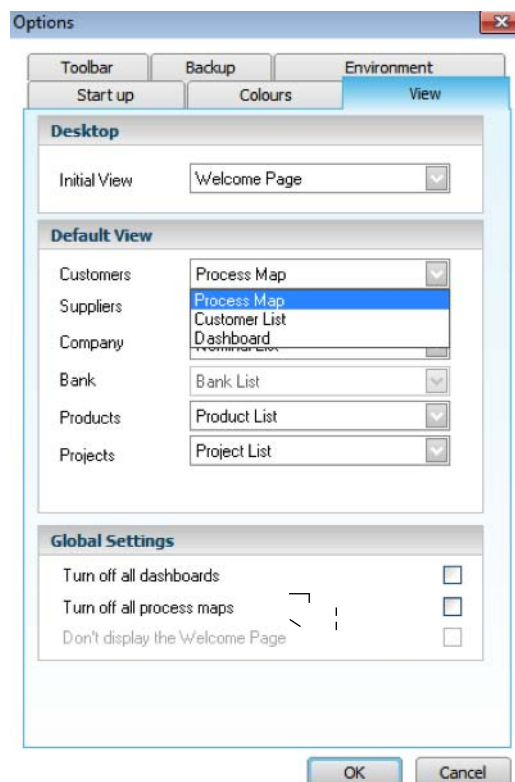 Options
Toolbar Backup Environment
Start up Colours View
Desktop
Initial View Welcome Page
Default View
Customers Process Map
Process Map
Suppliers
Customer List
Dashboard
Company
Bank Bank List
Products Product List
Projects Project List
Global Settings
Turn off all dashboards
Turn off all process maps
Don't display the Welcome Page
OK Cancel